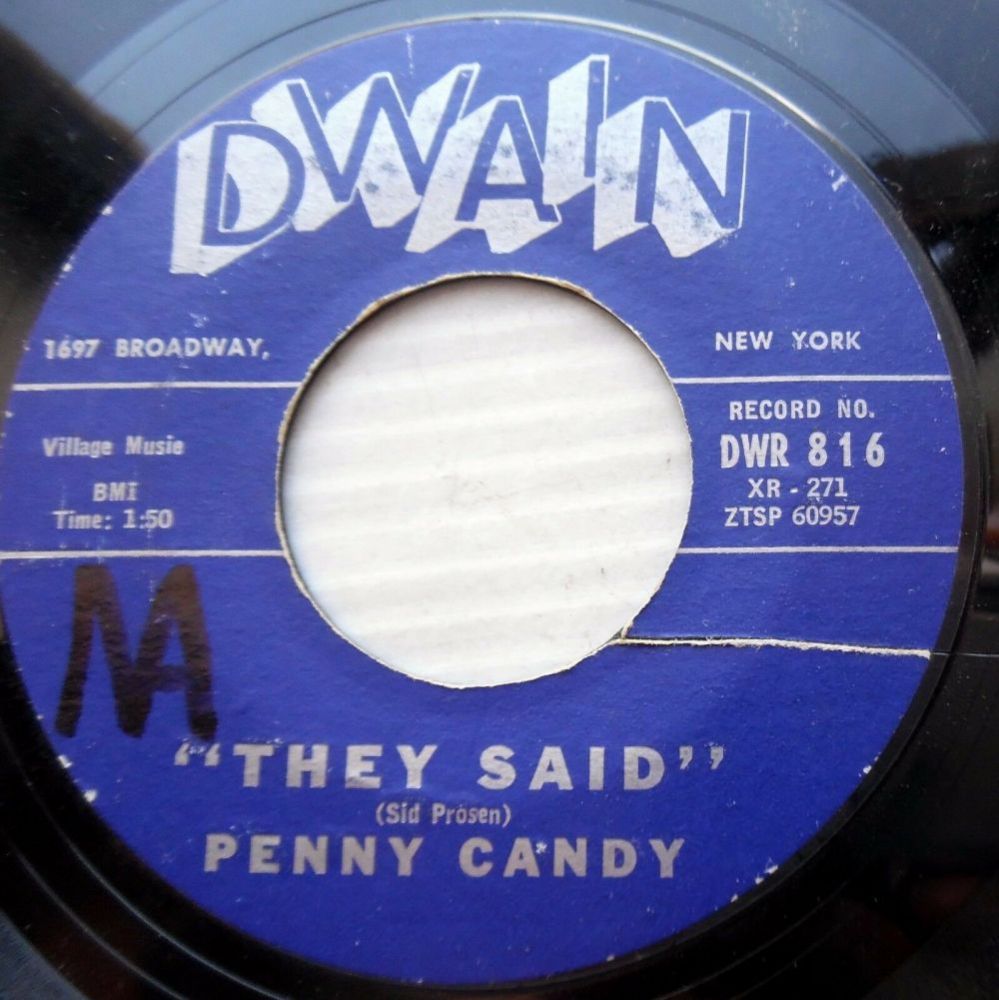 DWAIN
1697 BROADWAY,
NEW YORK
Village Music
BMI
Time: 1:50
RECORD NO.
DWR 816
XR - 271
ZTSP 60957
MA
"THEY SAID"
(Sid Prosen)
PENNY CANDY